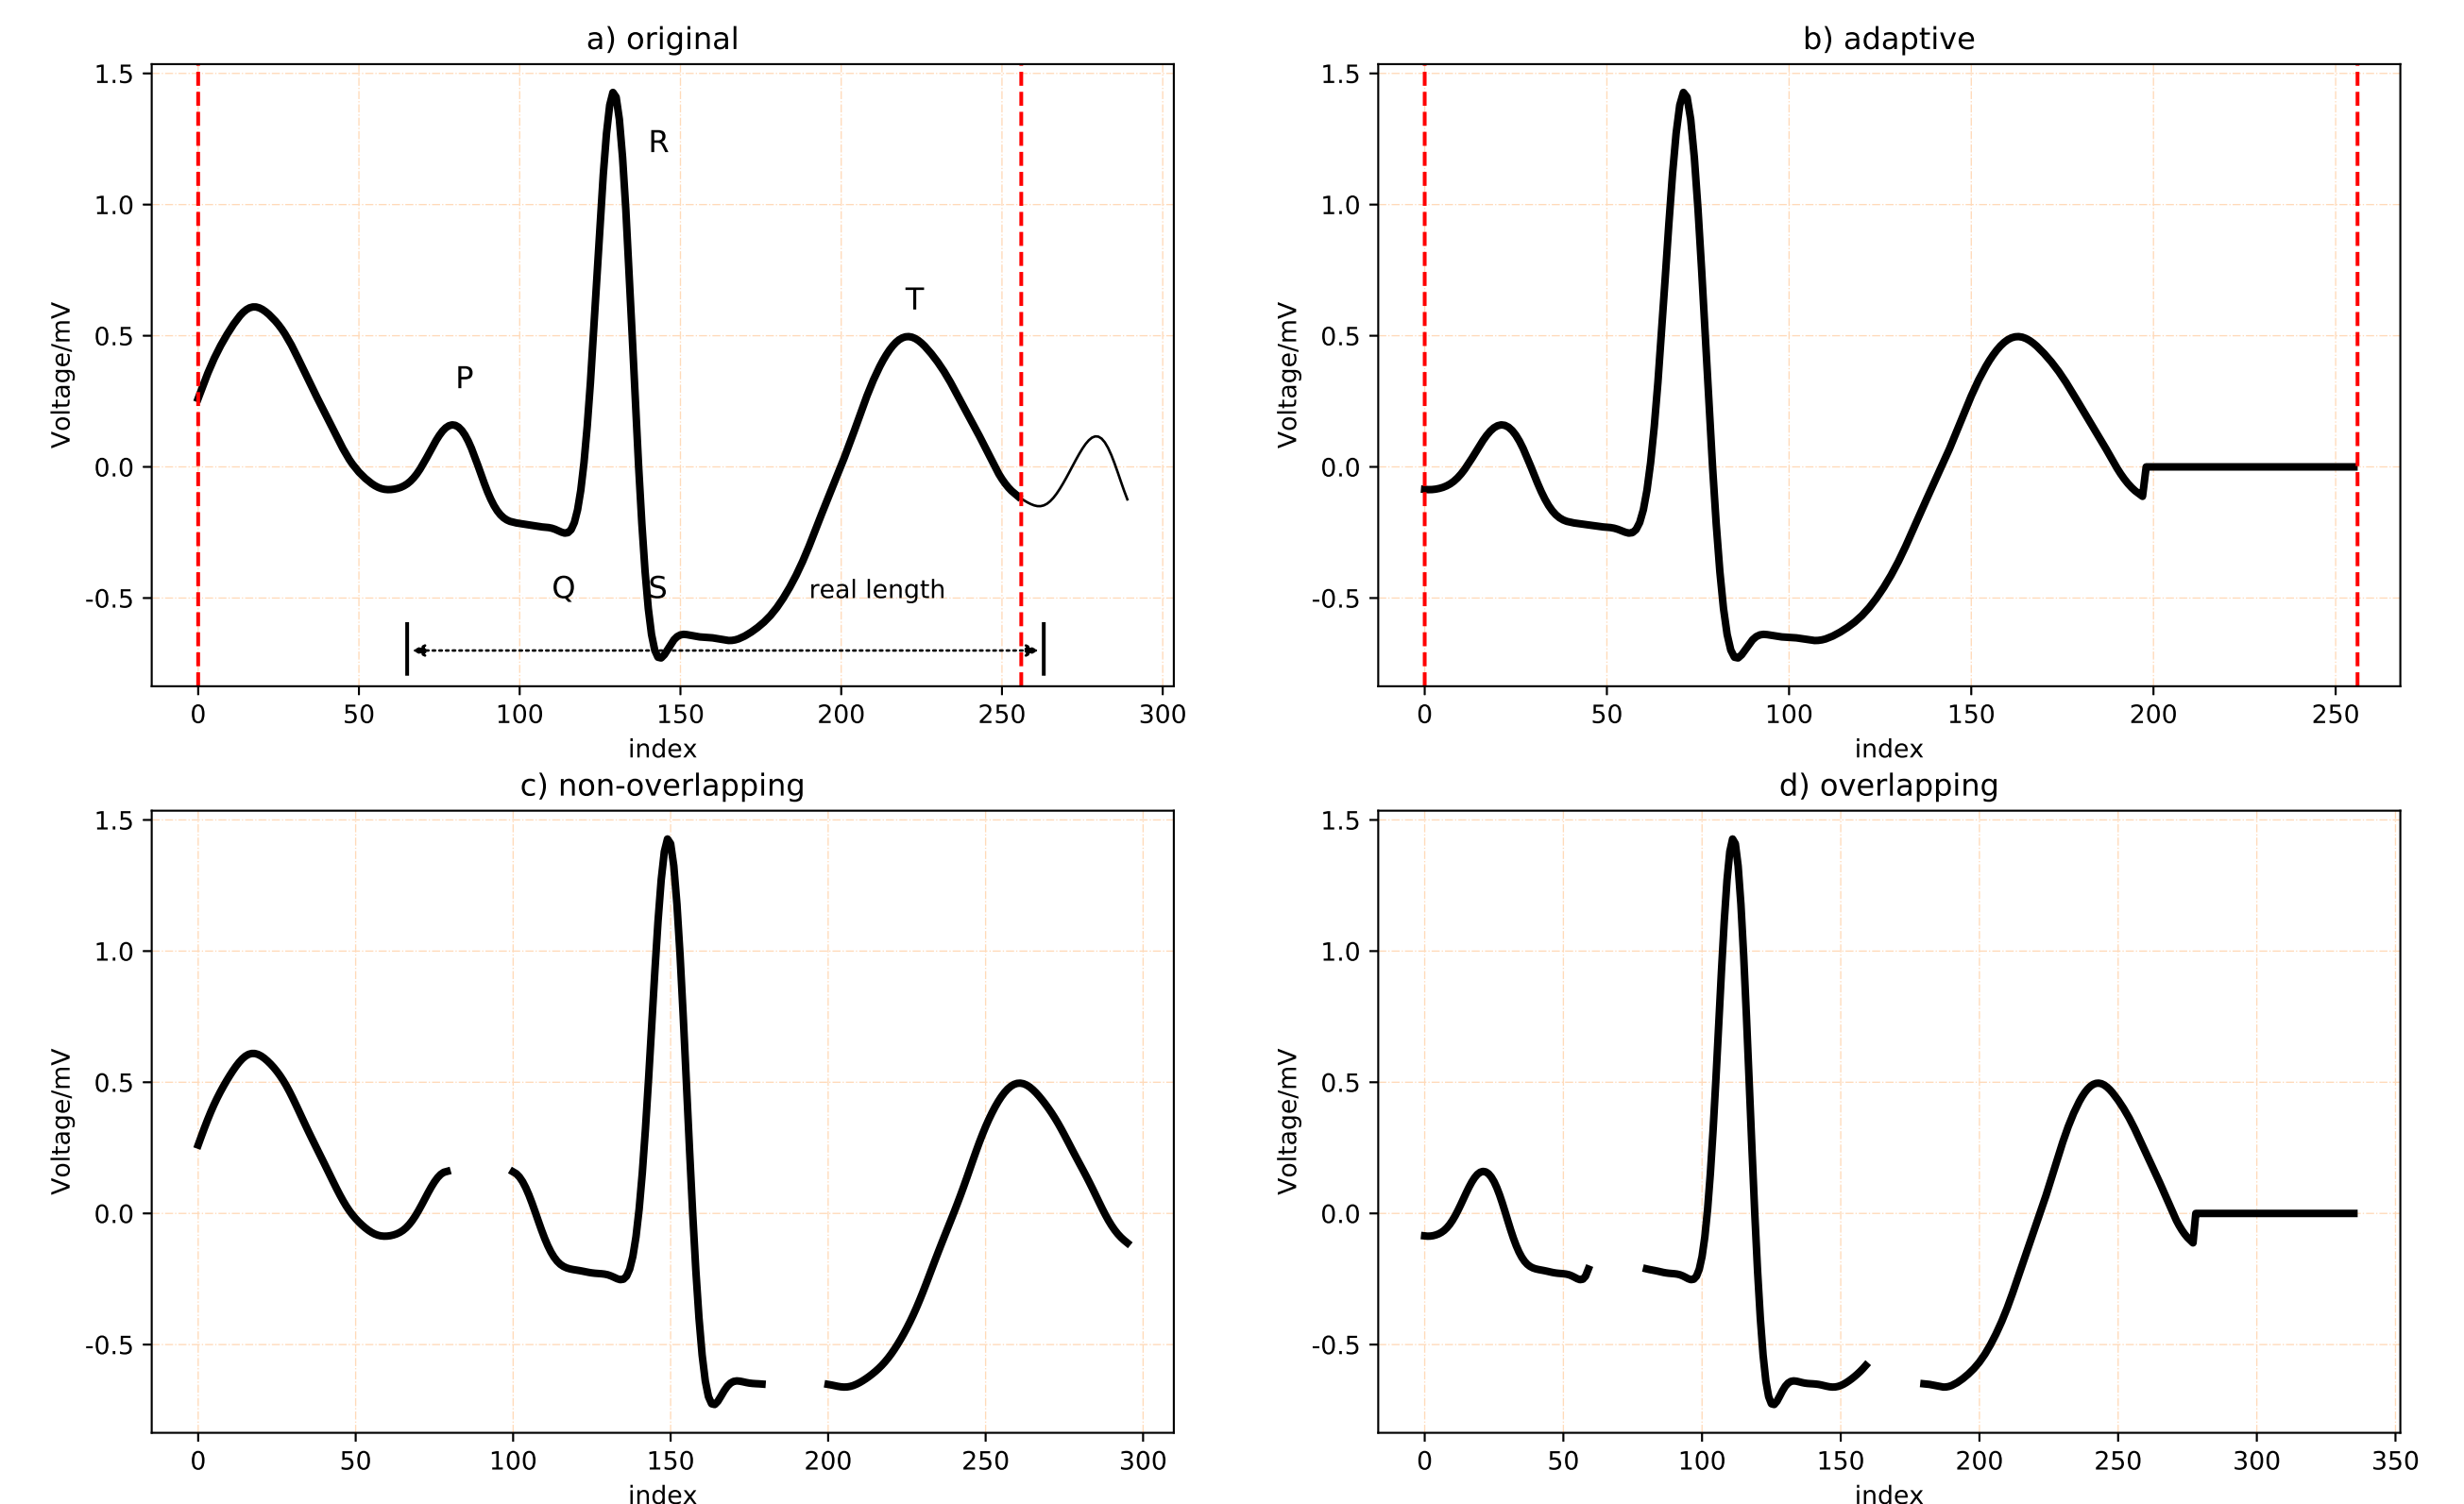 a) original
1.5
1.0
0.5
0.0
-0.5
Voltage/mV
R
T
P
Q
S
real length
0 50 100 150 200 250 300
index
b) adaptive
1.5
1.0
0.5
0.0
-0.5
Voltage/mV
0 50 100 150 200 250
index
c) non-overlapping
1.5
1.0
0.5
0.0
-0.5
Voltage/mV
0 50 100 150 200 250 300
index
d) overlapping
1.5
1.0
0.5
0.0
-0.5
Voltage/mV
0 50 100 150 200 250 300 350
index